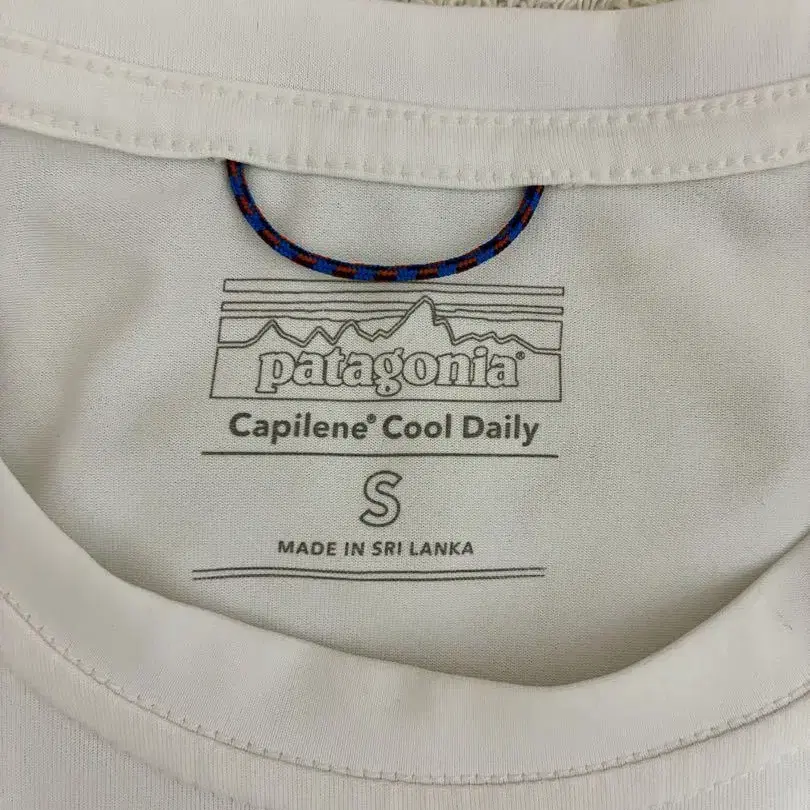 patagonia®
Capilene® Cool Daily
S
MADE IN SRI LANKA